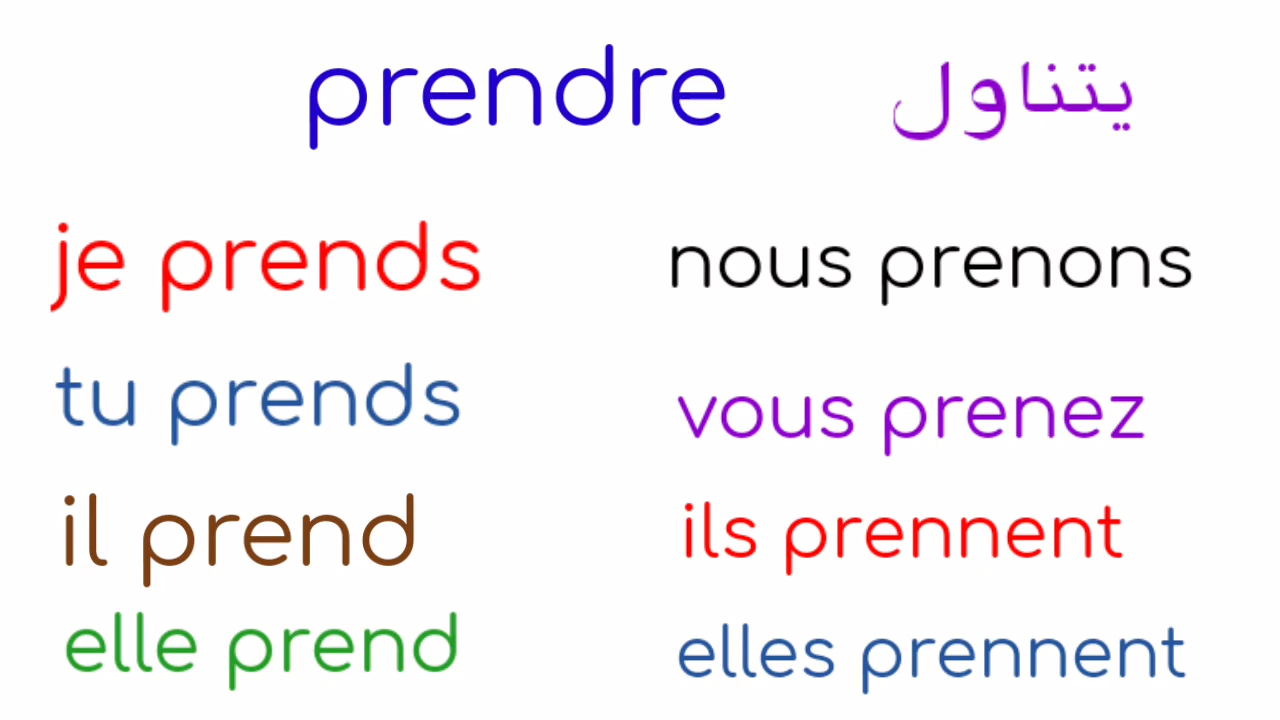 prendre يتناول
je prends
tu prends
il prend
elle prend
nous prenons
vous prenez
ils prennent
elles prennent